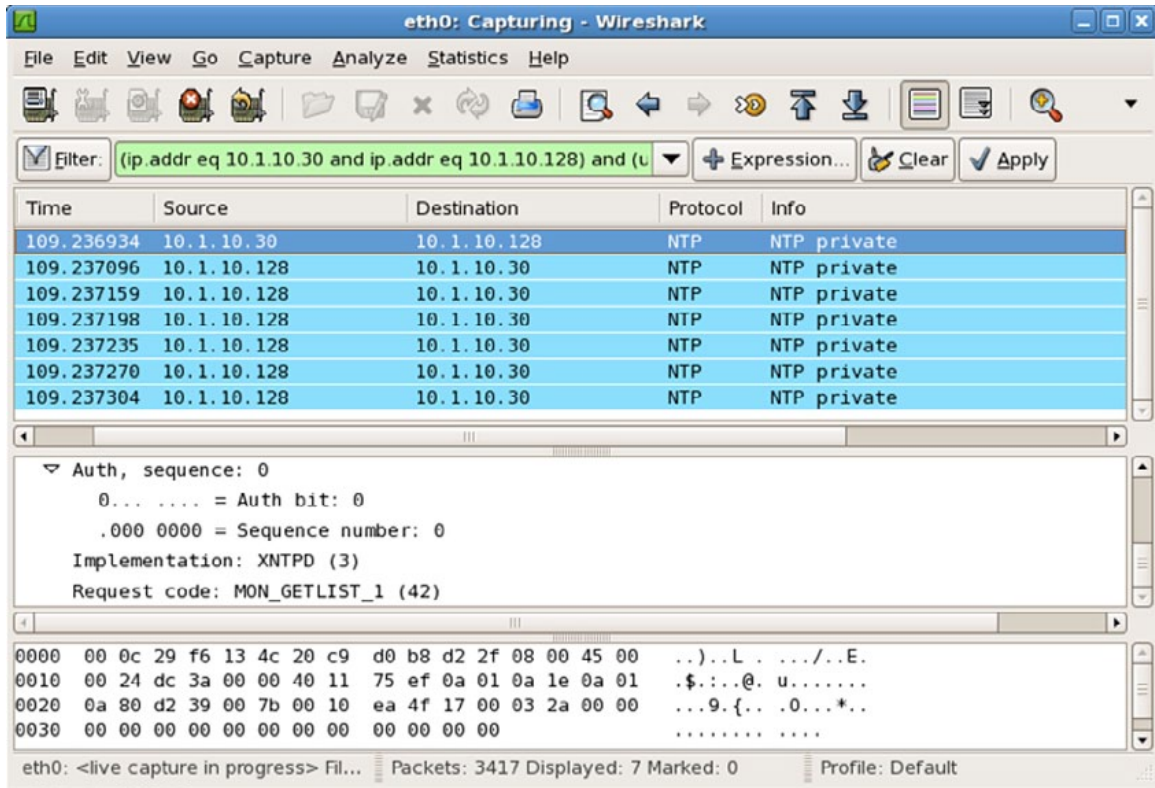 eth0: Capturing - Wireshark
File Edit View Go Capture Analyze Statistics Help
Filter: (ip.addr eq 10.1.10.30 and ip.addr eq 10.1.10.128) and (u Expression... Clear Apply
Time Source Destination Protocol Info
109.236934 10.1.10.30 10.1.10.128 NTP NTP private
109.237096 10.1.10.128 10.1.10.30 NTP NTP private
109.237159 10.1.10.128 10.1.10.30 NTP NTP private
109.237198 10.1.10.128 10.1.10.30 NTP NTP private
109.237235 10.1.10.128 10.1.10.30 NTP NTP private
109.237270 10.1.10.128 10.1.10.30 NTP NTP private
109.237304 10.1.10.128 10.1.10.30 NTP NTP private
Auth, sequence: 0
0... .... = Auth bit: 0
.000 0000 = Sequence number: 0
Implementation: XNTPD (3)
Request code: MON_GETLIST_1 (42)
0000 00 0c 29 f6 13 4c 20 c9 d0 b8 d2 2f 08 00 45 00 ..)..L . .../..E.
0010 00 24 dc 3a 00 00 40 11 75 ef 0a 01 0a 1e 0a 01 .$.:..@. u.......
0020 0a 80 d2 39 00 7b 00 10 ea 4f 17 00 03 2a 00 00 ...9.{.. .O...*..
0030 00 00 00 00 00 00 00 00 00 00 00 00 ........ ....
eth0: <live capture in progress> Fil... Packets: 3417 Displayed: 7 Marked: 0 Profile: Default